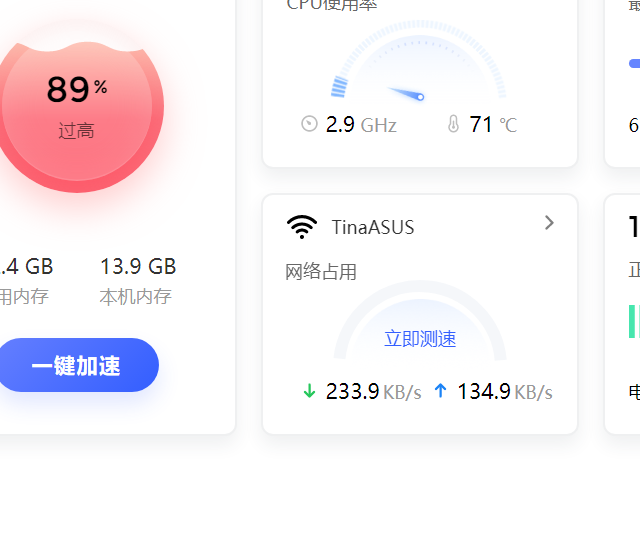 89%
过高
.4 GB
13.9 GB
用内存
本机内存
一键加速
CPU使用率
2.9 GHz
71 ℃
TinaASUS
网络占用
立即测速
233.9 KB/s
134.9 KB/s
6
1